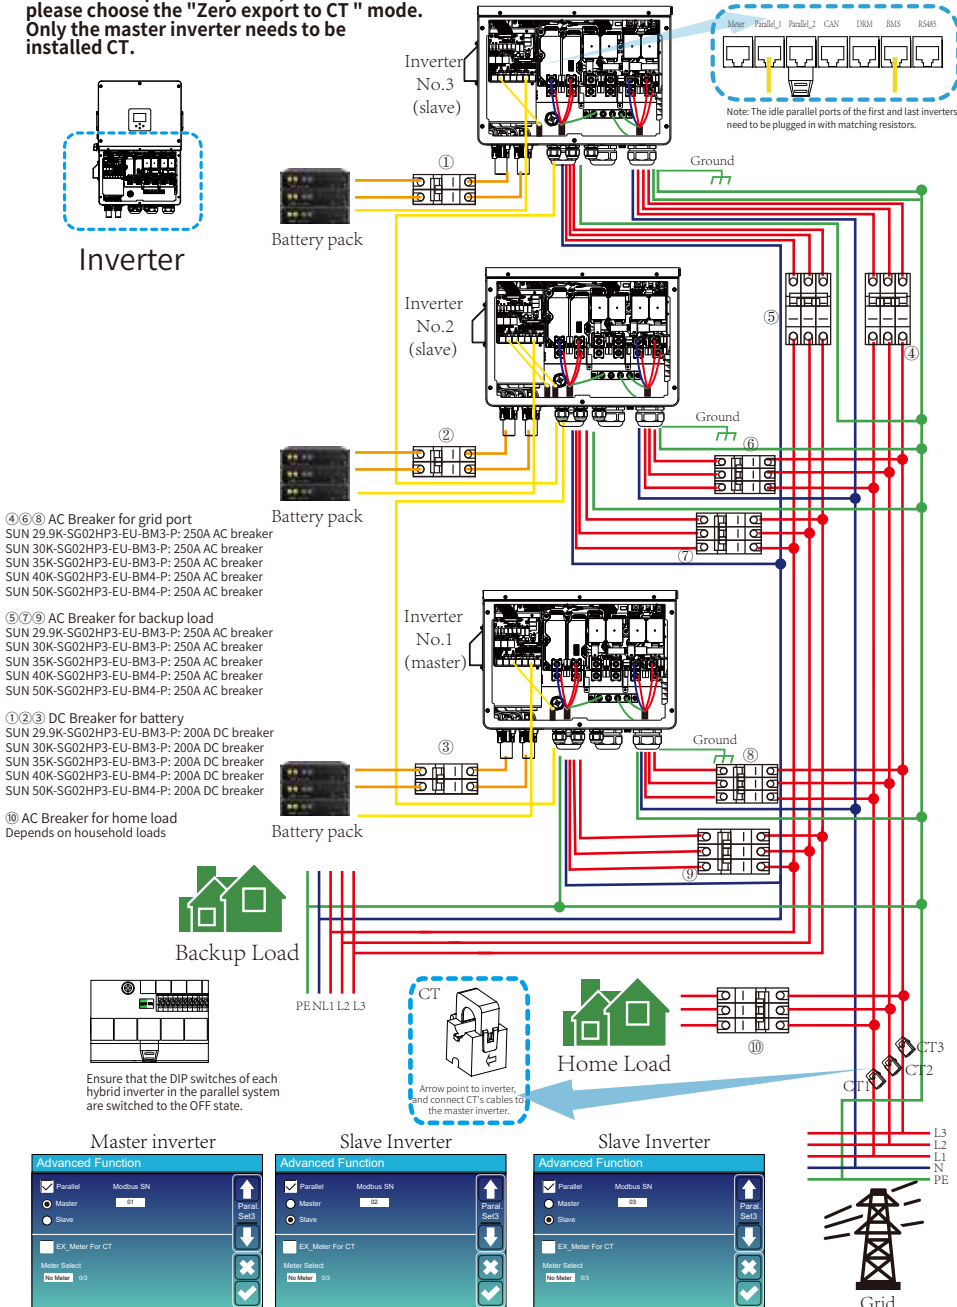 please choose the "Zero export to CT " mode.
Only the master inverter needs to be
installed CT.
Inverter
Inverter
No.3
(slave)
Meter Parallel_1 Parallel_2 CAN DRM BMS RS485
Note: The idle parallel ports of the first and last inverters
need to be plugged in with matching resistors.
Ground
①
Battery pack
Inverter
No.2
(slave)
⑤
④
Ground
②
⑥
Battery pack
⑦
④⑥⑧ AC Breaker for grid port
SUN 29.9K-SG02HP3-EU-BM3-P: 250A AC breaker
SUN 30K-SG02HP3-EU-BM3-P: 250A AC breaker
SUN 35K-SG02HP3-EU-BM3-P: 250A AC breaker
SUN 40K-SG02HP3-EU-BM4-P: 250A AC breaker
SUN 50K-SG02HP3-EU-BM4-P: 250A AC breaker
⑤⑦⑨ AC Breaker for backup load
SUN 29.9K-SG02HP3-EU-BM3-P: 250A AC breaker
SUN 30K-SG02HP3-EU-BM3-P: 250A AC breaker
SUN 35K-SG02HP3-EU-BM3-P: 250A AC breaker
SUN 40K-SG02HP3-EU-BM4-P: 250A AC breaker
SUN 50K-SG02HP3-EU-BM4-P: 250A AC breaker
①②③ DC Breaker for battery
SUN 29.9K-SG02HP3-EU-BM3-P: 200A DC breaker
SUN 30K-SG02HP3-EU-BM3-P: 200A DC breaker
SUN 35K-SG02HP3-EU-BM3-P: 200A DC breaker
SUN 40K-SG02HP3-EU-BM4-P: 200A DC breaker
SUN 50K-SG02HP3-EU-BM4-P: 200A DC breaker
⑩ AC Breaker for home load
Depends on household loads
Inverter
No.1
(master)
Ground
③
⑧
Battery pack
⑨
Backup Load
PE N L1 L2 L3
CT
Arrow point to inverter,
and connect CT's cables to
the master inverter.
Home Load
⑩
CT3
CT2
CT1
Ensure that the DIP switches of each
hybrid inverter in the parallel system
are switched to the OFF state.
L3
L2
L1
N
PE
Grid
Master inverter
Advanced Function
Parallel Modbus SN
Master 01
Slave
Paral.
Set3
EX_Meter For CT
Meter Select
No Meter 0/3
Slave Inverter
Advanced Function
Parallel Modbus SN
Master 02
Slave
Paral.
Set3
EX_Meter For CT
Meter Select
No Meter 0/3
Slave Inverter
Advanced Function
Parallel Modbus SN
Master 03
Slave
Paral.
Set3
EX_Meter For CT
Meter Select
No Meter 0/3